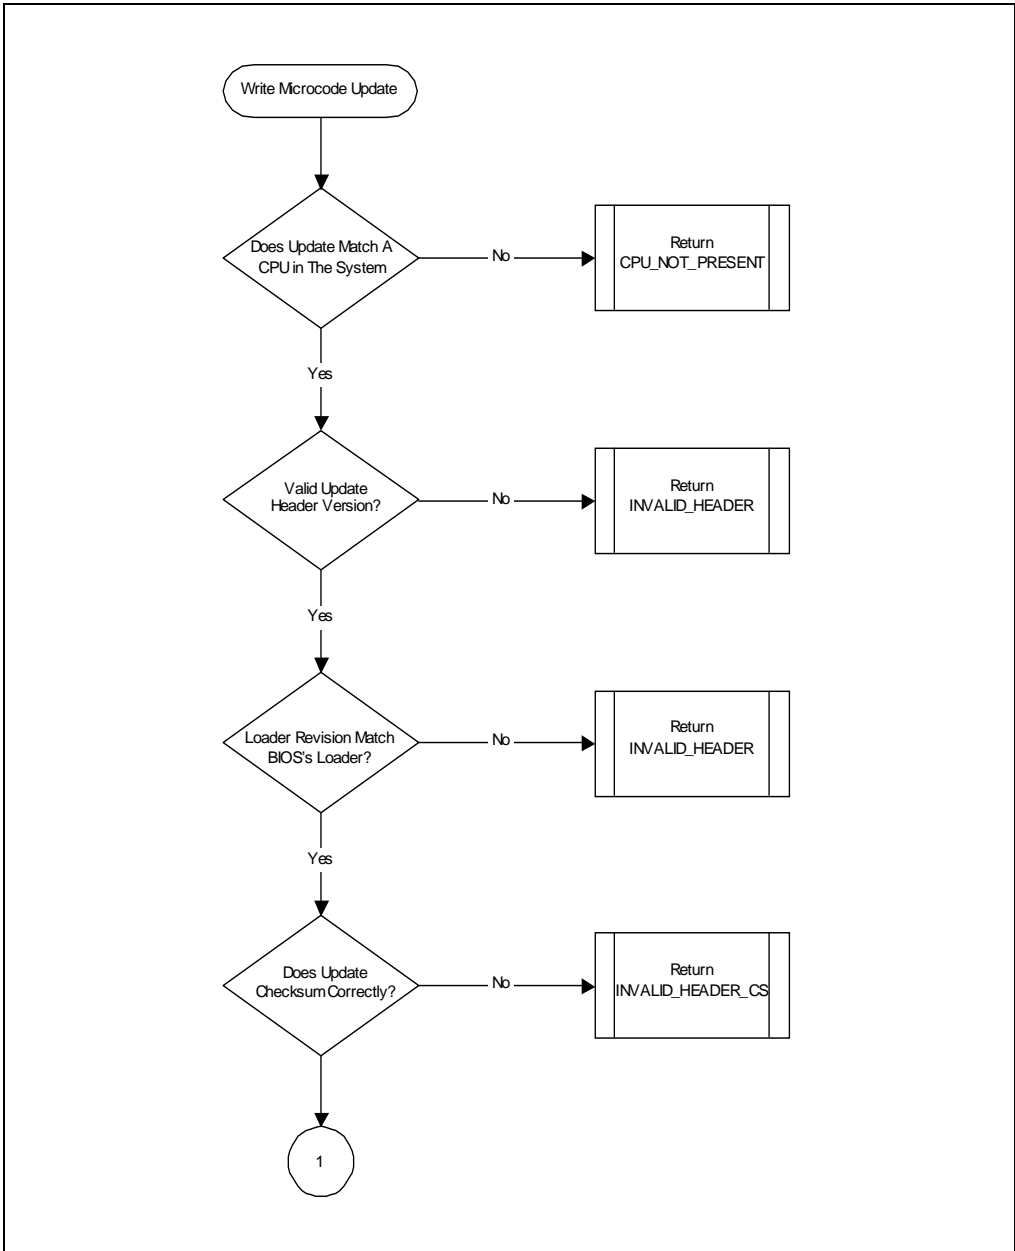 Write Microcode Update
Does Update Match A
CPU in The System
No
Return
CPU_NOT_PRESENT
Yes
Valid Update
Header Version?
No
Return
INVALID_HEADER
Yes
Loader Revision Match
BIOS's Loader?
No
Return
INVALID_HEADER
Yes
Does Update
Checksum Correctly?
No
Return
INVALID_HEADER_CS
1